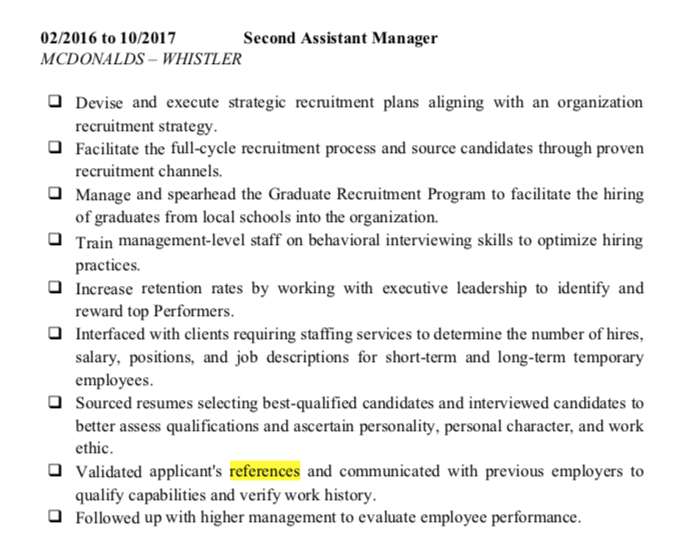 02/2016 to 10/2017 Second Assistant Manager
MCDONALDS – WHISTLER
❑ Devise and execute strategic recruitment plans aligning with an organization
recruitment strategy.
❑ Facilitate the full-cycle recruitment process and source candidates through proven
recruitment channels.
❑ Manage and spearhead the Graduate Recruitment Program to facilitate the hiring
of graduates from local schools into the organization.
❑ Train management-level staff on behavioral interviewing skills to optimize hiring
practices.
❑ Increase retention rates by working with executive leadership to identify and
reward top Performers.
❑ Interfaced with clients requiring staffing services to determine the number of hires,
salary, positions, and job descriptions for short-term and long-term temporary
employees.
❑ Sourced resumes selecting best-qualified candidates and interviewed candidates to
better assess qualifications and ascertain personality, personal character, and work
ethic.
❑ Validated applicant's references and communicated with previous employers to
qualify capabilities and verify work history.
❑ Followed up with higher management to evaluate employee performance.